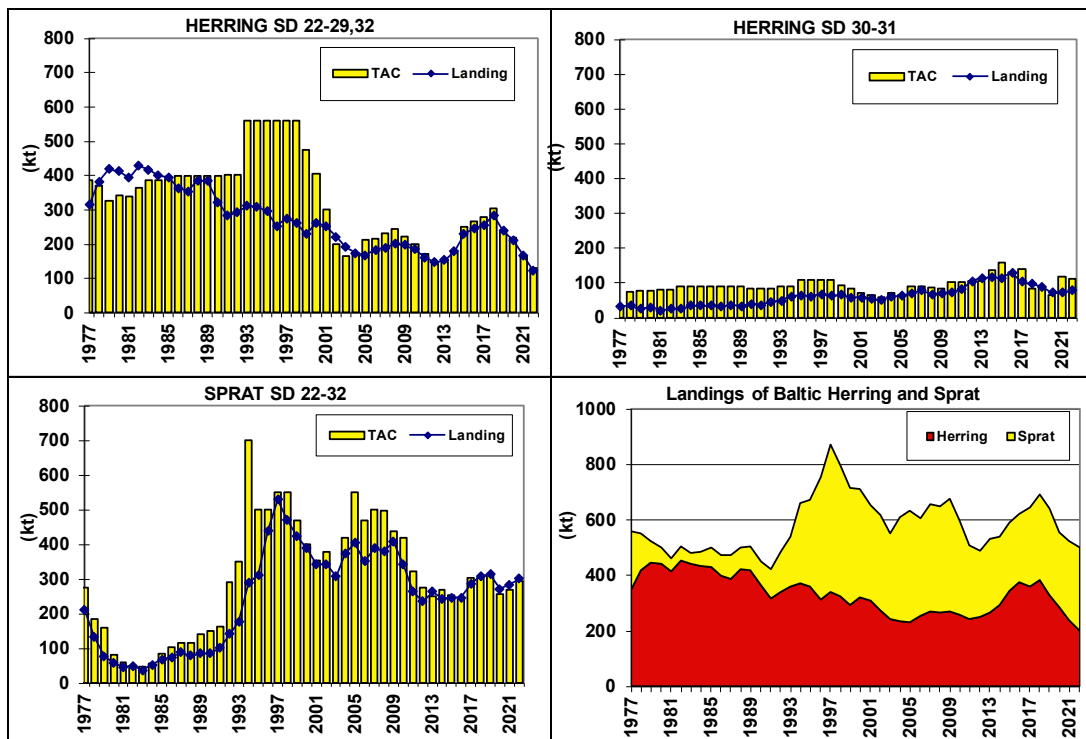 HERRING SD 22-29,32
800
700
600
500
400
300
200
100
0
(kt)
TAC Landing
1977 1981 1985 1989 1993 1997 2001 2005 2009 2013 2017 2021
HERRING SD 30-31
800
700
600
500
400
300
200
100
0
(kt)
TAC Landing
1977 1981 1985 1989 1993 1997 2001 2005 2009 2013 2017 2021
SPRAT SD 22-32
800
700
600
500
400
300
200
100
0
(kt)
TAC Landing
1977 1981 1985 1989 1993 1997 2001 2005 2009 2013 2017 2021
Landings of Baltic Herring and Sprat
1000
800
600
400
200
0
(kt)
Herring Sprat
1977 1981 1985 1989 1993 1997 2001 2005 2009 2013 2017 2021